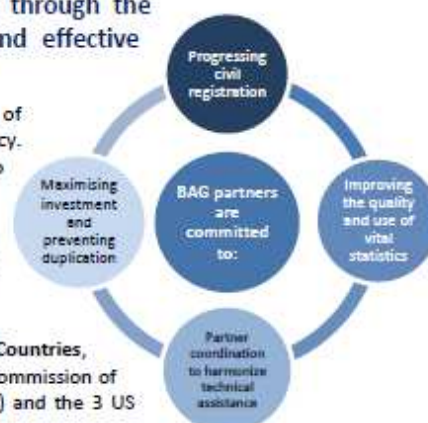 through the
nd effective
of
cy.
o
Countries,
ommission of
) and the 3 US
Progressing
civil
registration
Maximising
investment
and
preventing
duplication
BAG partners
are
committed
to:
Improving
the quality
and use of
vital
statistics
Partner
coordination
to harmonize
technical
assistance